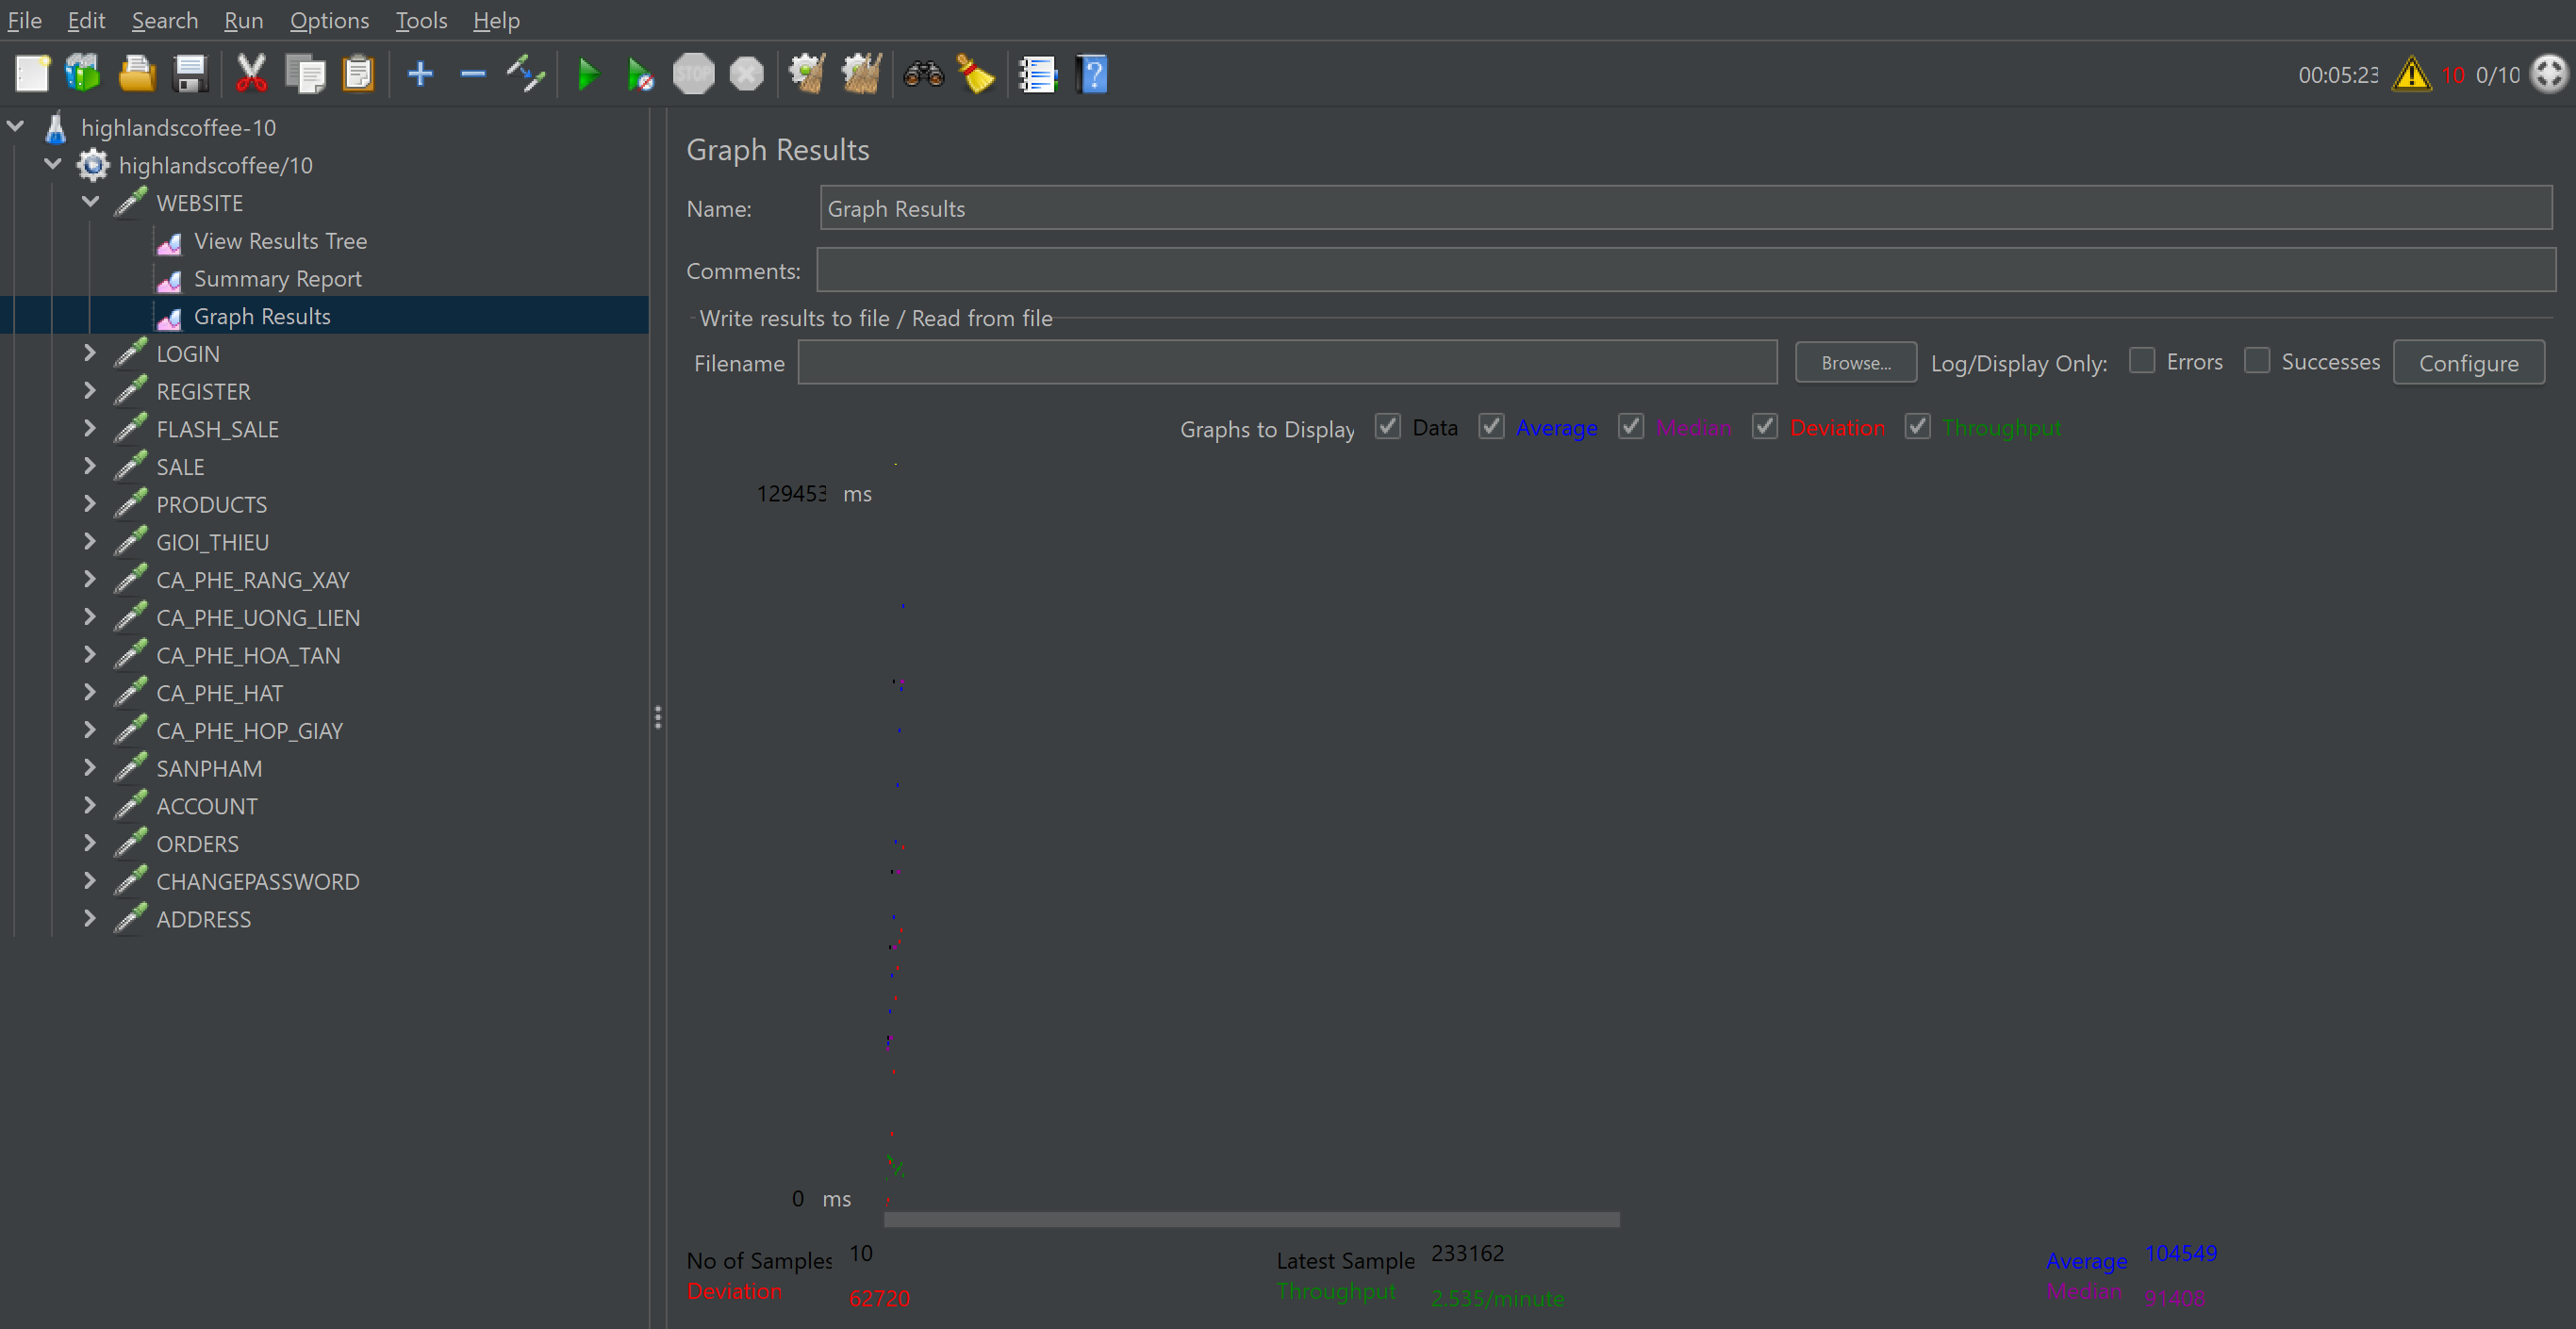 File Edit Search Run Options Tools Help
STOP
00:05:23 10 0/10
highlandscoffee-10
highlandscoffee/10
WEBSITE
View Results Tree
Summary Report
Graph Results
LOGIN
REGISTER
FLASH_SALE
SALE
PRODUCTS
GIOI_THIEU
CA_PHE_RANG_XAY
CA_PHE_UONG_LIEN
CA_PHE_HOA_TAN
CA_PHE_HAT
CA_PHE_HOP_GIAY
SANPHAM
ACCOUNT
ORDERS
CHANGEPASSWORD
ADDRESS
Graph Results
Name: Graph Results
Comments:
Write results to file / Read from file
Filename Browse... Log/Display Only: Errors Successes Configure
Graphs to Display Data Average Median Deviation Throughput
129453 ms
0 ms
No of Samples 10 Latest Sample 233162 Average 104549
Deviation 62720 Throughput 2.535/minute Median 91408